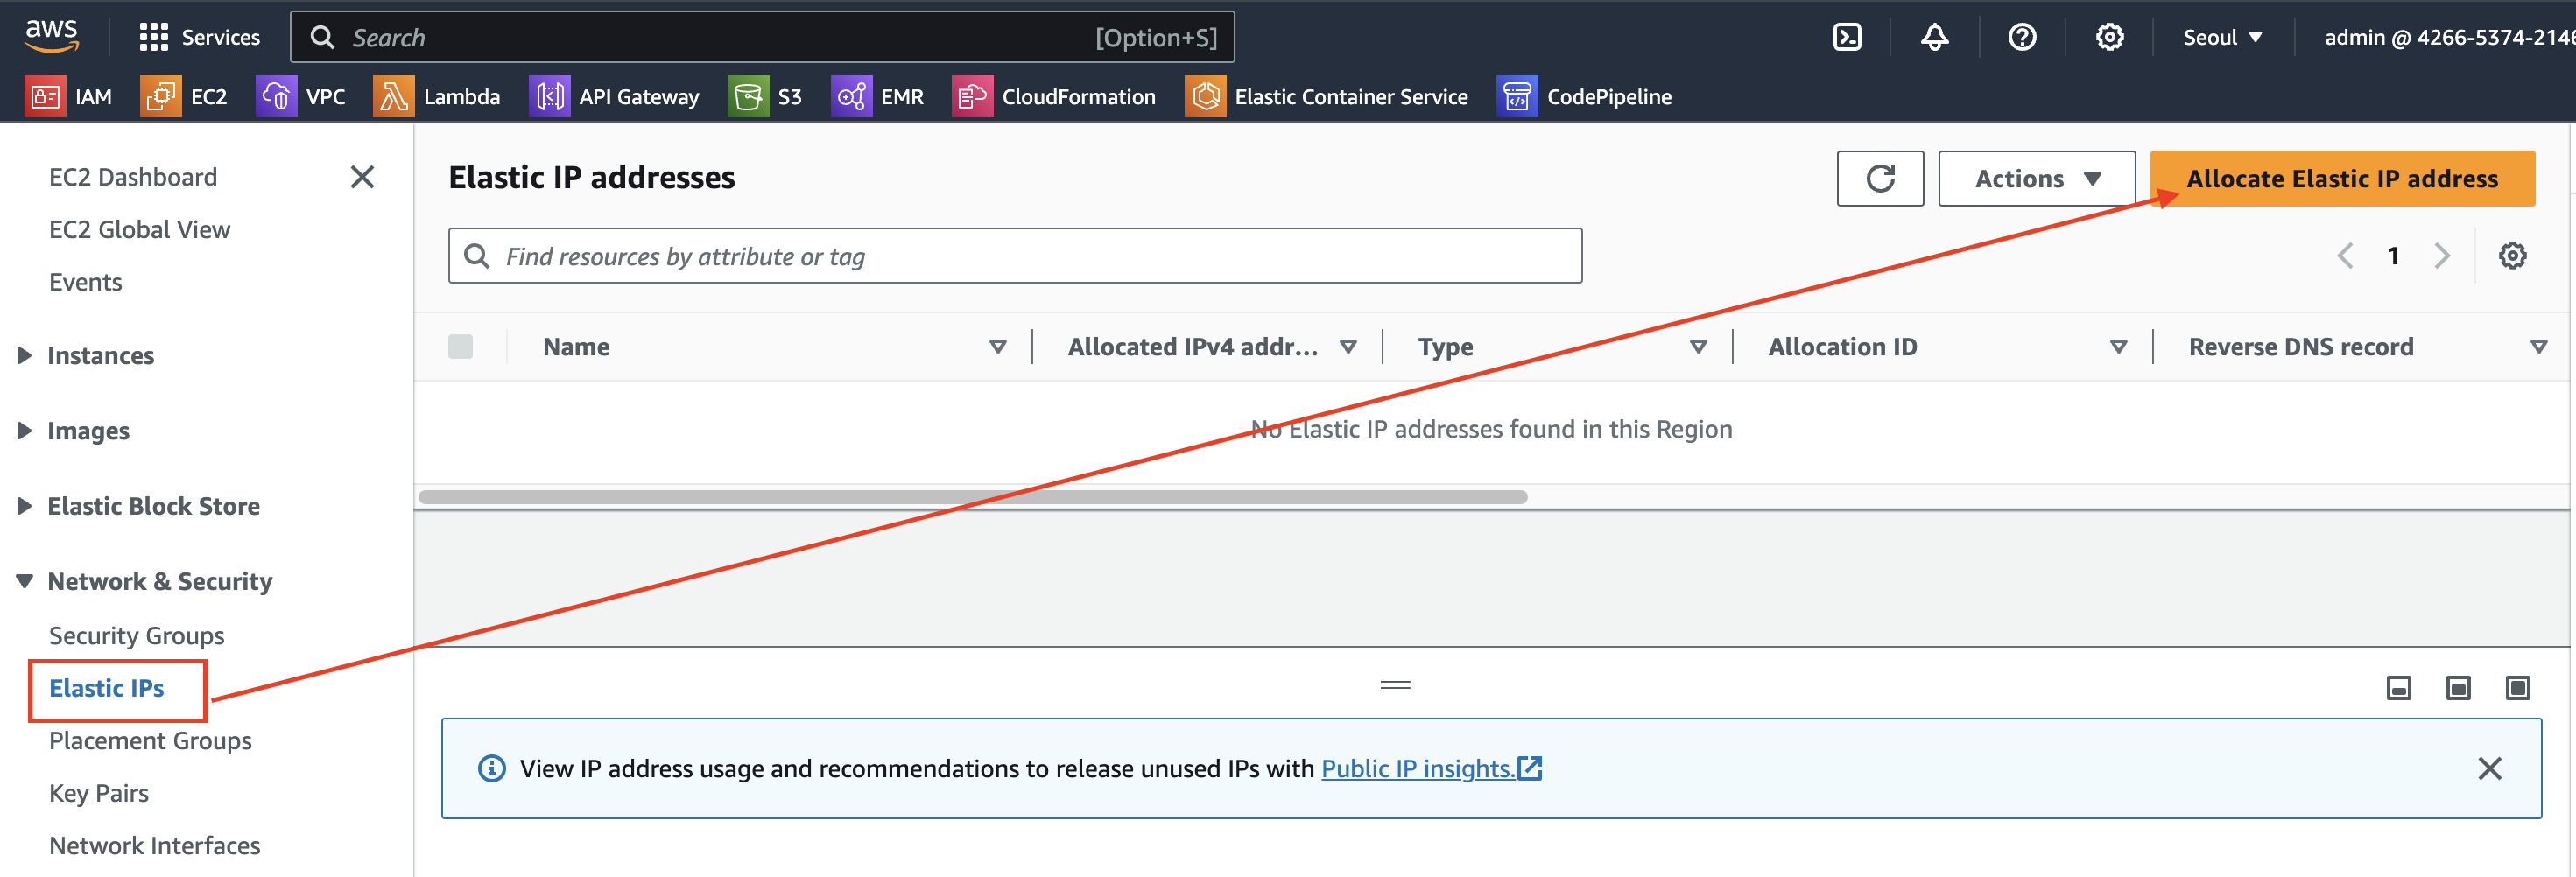 aws Services Search [Option+S] Seoul admin @ 4266-5374-2146
IAM EC2 VPC Lambda API Gateway S3 EMR CloudFormation Elastic Container Service CodePipeline
EC2 Dashboard
EC2 Global View
Events
Instances
Images
Elastic Block Store
Network & Security
Security Groups
Elastic IPs
Placement Groups
Key Pairs
Network Interfaces
Elastic IP addresses
Actions
Allocate Elastic IP address
Find resources by attribute or tag
1
Name Allocated IPv4 addr... Type Allocation ID Reverse DNS record
No Elastic IP addresses found in this Region
View IP address usage and recommendations to release unused IPs with Public IP insights.